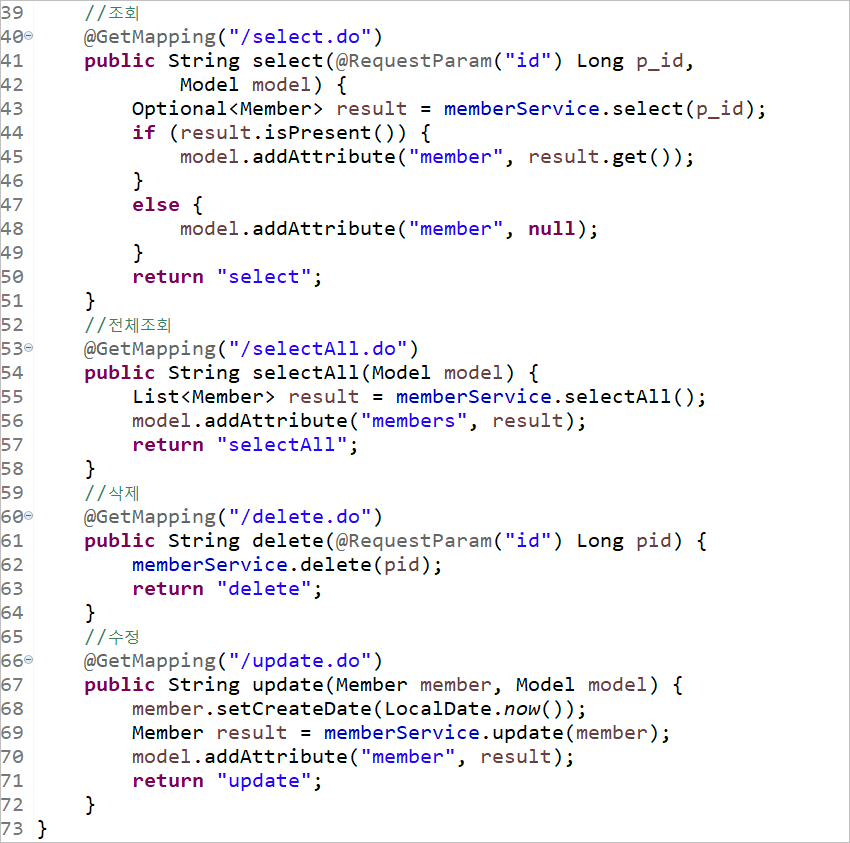 39     //조회
40     @GetMapping("/select.do")
41     public String select(@RequestParam("id") Long p_id,
42             Model model) {
43         Optional<Member> result = memberService.select(p_id);
44         if (result.isPresent()) {
45             model.addAttribute("member", result.get());
46         }
47         else {
48             model.addAttribute("member", null);
49         }
50         return "select";
51     }
52     //전체조회
53     @GetMapping("/selectAll.do")
54     public String selectAll(Model model) {
55         List<Member> result = memberService.selectAll();
56         model.addAttribute("members", result);
57         return "selectAll";
58     }
59     //삭제
60     @GetMapping("/delete.do")
61     public String delete(@RequestParam("id") Long pid) {
62         memberService.delete(pid);
63         return "delete";
64     }
65     //수정
66     @GetMapping("/update.do")
67     public String update(Member member, Model model) {
68         member.setCreateDate(LocalDate.now());
69         Member result = memberService.update(member);
70         model.addAttribute("member", result);
71         return "update";
72     }
73 }